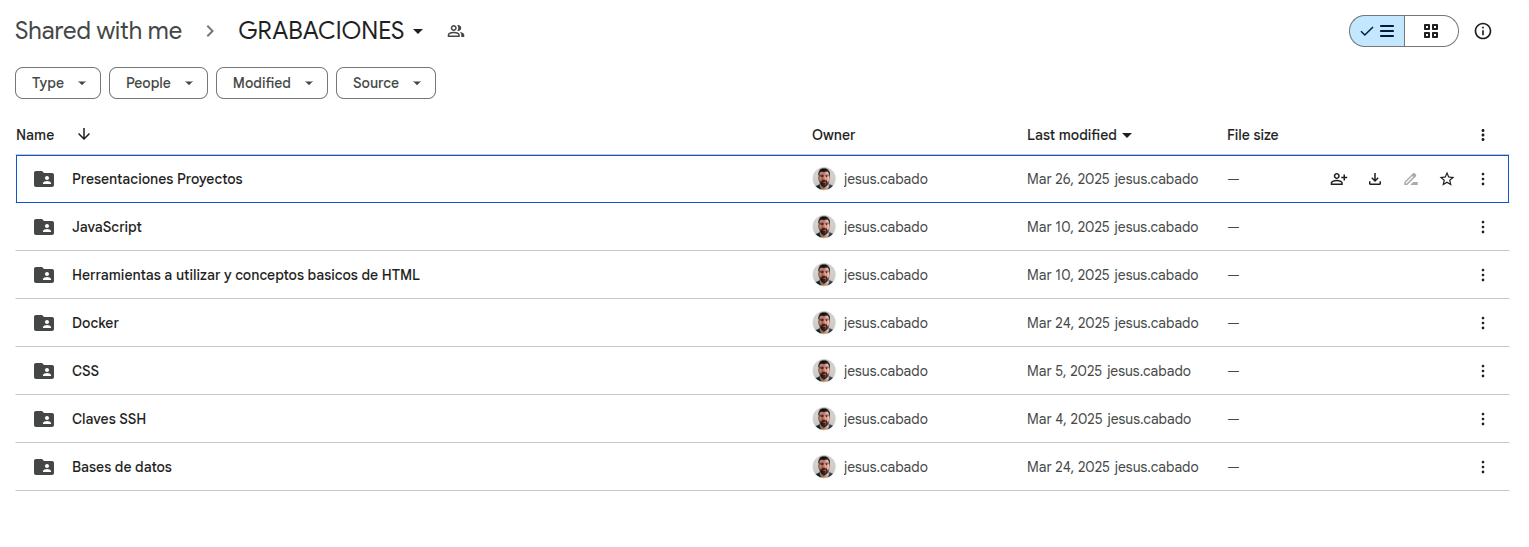 Shared with me > GRABACIONES
Type People Modified Source
Name Owner Last modified File size
Presentaciones Proyectos jesus.cabado Mar 26, 2025 jesus.cabado —
JavaScript jesus.cabado Mar 10, 2025 jesus.cabado —
Herramientas a utilizar y conceptos basicos de HTML jesus.cabado Mar 10, 2025 jesus.cabado —
Docker jesus.cabado Mar 24, 2025 jesus.cabado —
CSS jesus.cabado Mar 5, 2025 jesus.cabado —
Claves SSH jesus.cabado Mar 4, 2025 jesus.cabado —
Bases de datos jesus.cabado Mar 24, 2025 jesus.cabado —